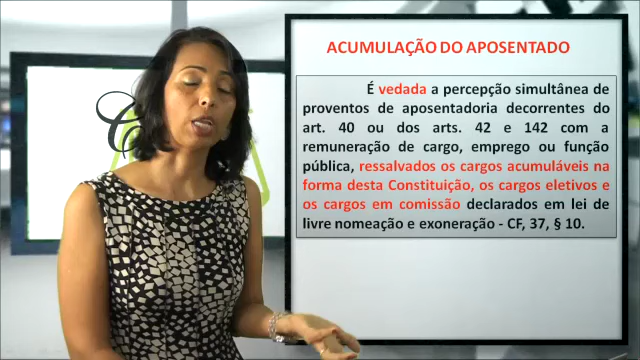 ACUMULAÇÃO DO APOSENTADO
É vedada a percepção simultânea de
proventos de aposentadoria decorrentes do
art. 40 ou dos arts. 42 e 142 com a
remuneração de cargo, emprego ou função
pública, ressalvados os cargos acumuláveis na
forma desta Constituição, os cargos eletivos e
os cargos em comissão declarados em lei de
livre nomeação e exoneração - CF, 37, § 10.